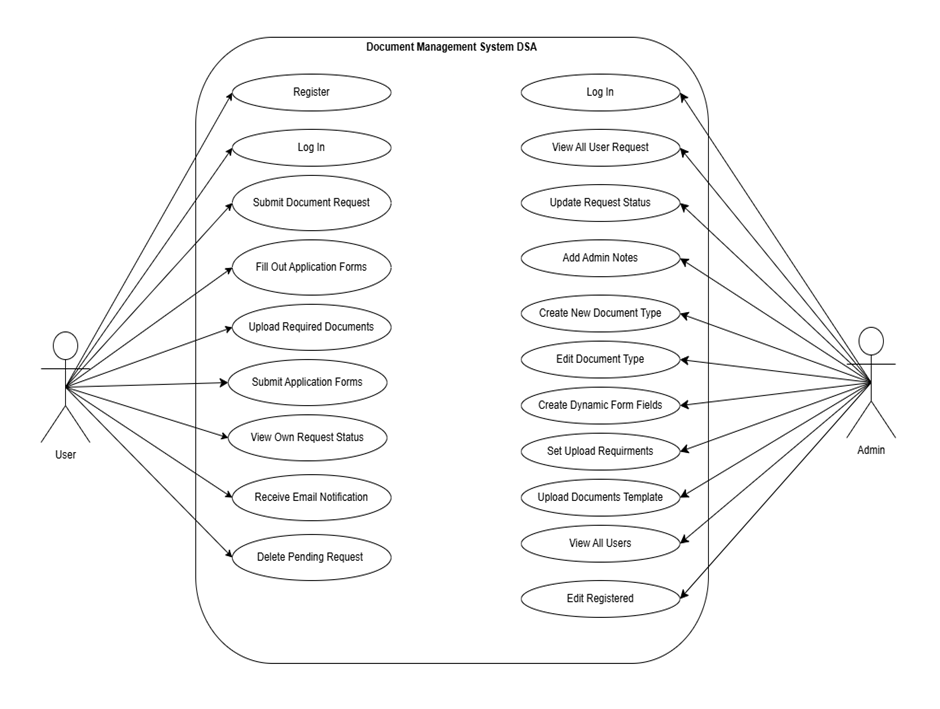 Document Management System DSA
Register
Log In
Submit Document Request
Fill Out Application Forms
Upload Required Documents
Submit Application Forms
View Own Request Status
Receive Email Notification
Delete Pending Request
User
Log In
View All User Request
Update Request Status
Add Admin Notes
Create New Document Type
Edit Document Type
Create Dynamic Form Fields
Set Upload Requirments
Upload Documents Template
View All Users
Edit Registered
Admin